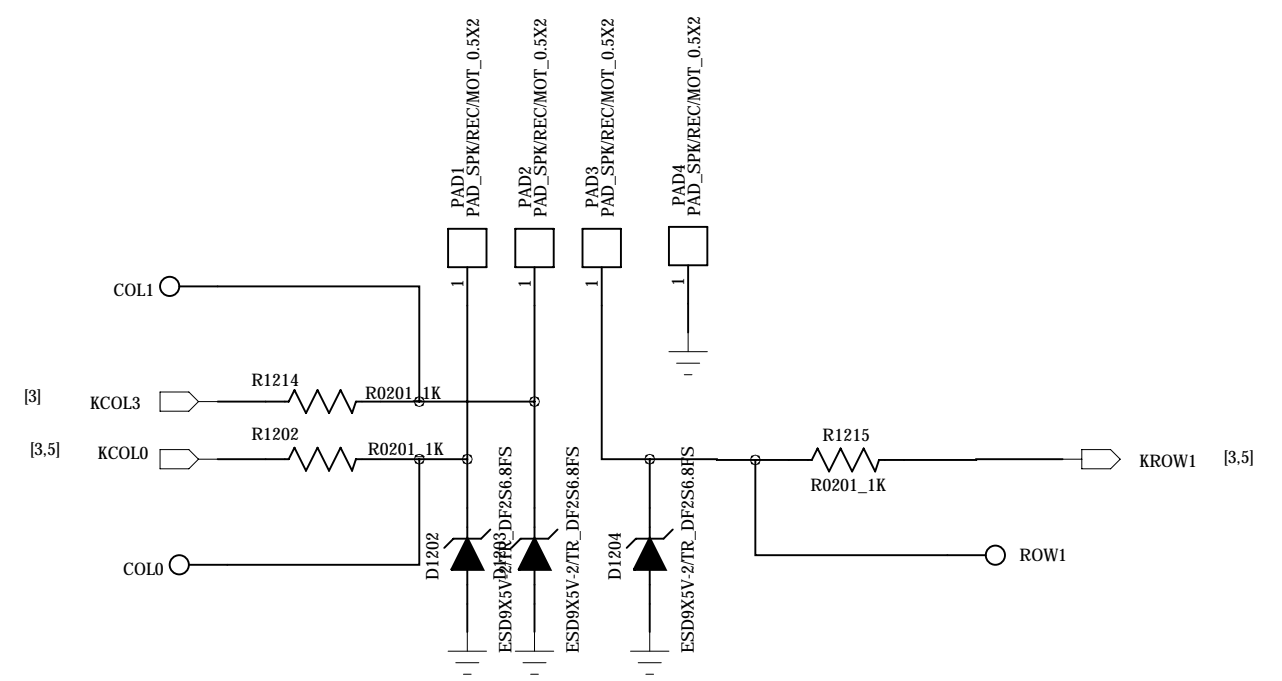 PAD1
PAD_SPK/REC/MOT_0.5X2
PAD2
PAD_SPK/REC/MOT_0.5X2
PAD3
PAD_SPK/REC/MOT_0.5X2
PAD4
PAD_SPK/REC/MOT_0.5X2
1
1
1
1
COL1
R1214
R0201_1K
[3]
KCOL3
R1202
R0201_1K
[3,5]
KCOL0
R1215
R0201_1K
KROW1
[3,5]
COL0
ROW1
D1202
ESD9X5V-2/TR_DF2S6.8FS
D1203
ESD9X5V-2/TR_DF2S6.8FS
D1204
ESD9X5V-2/TR_DF2S6.8FS